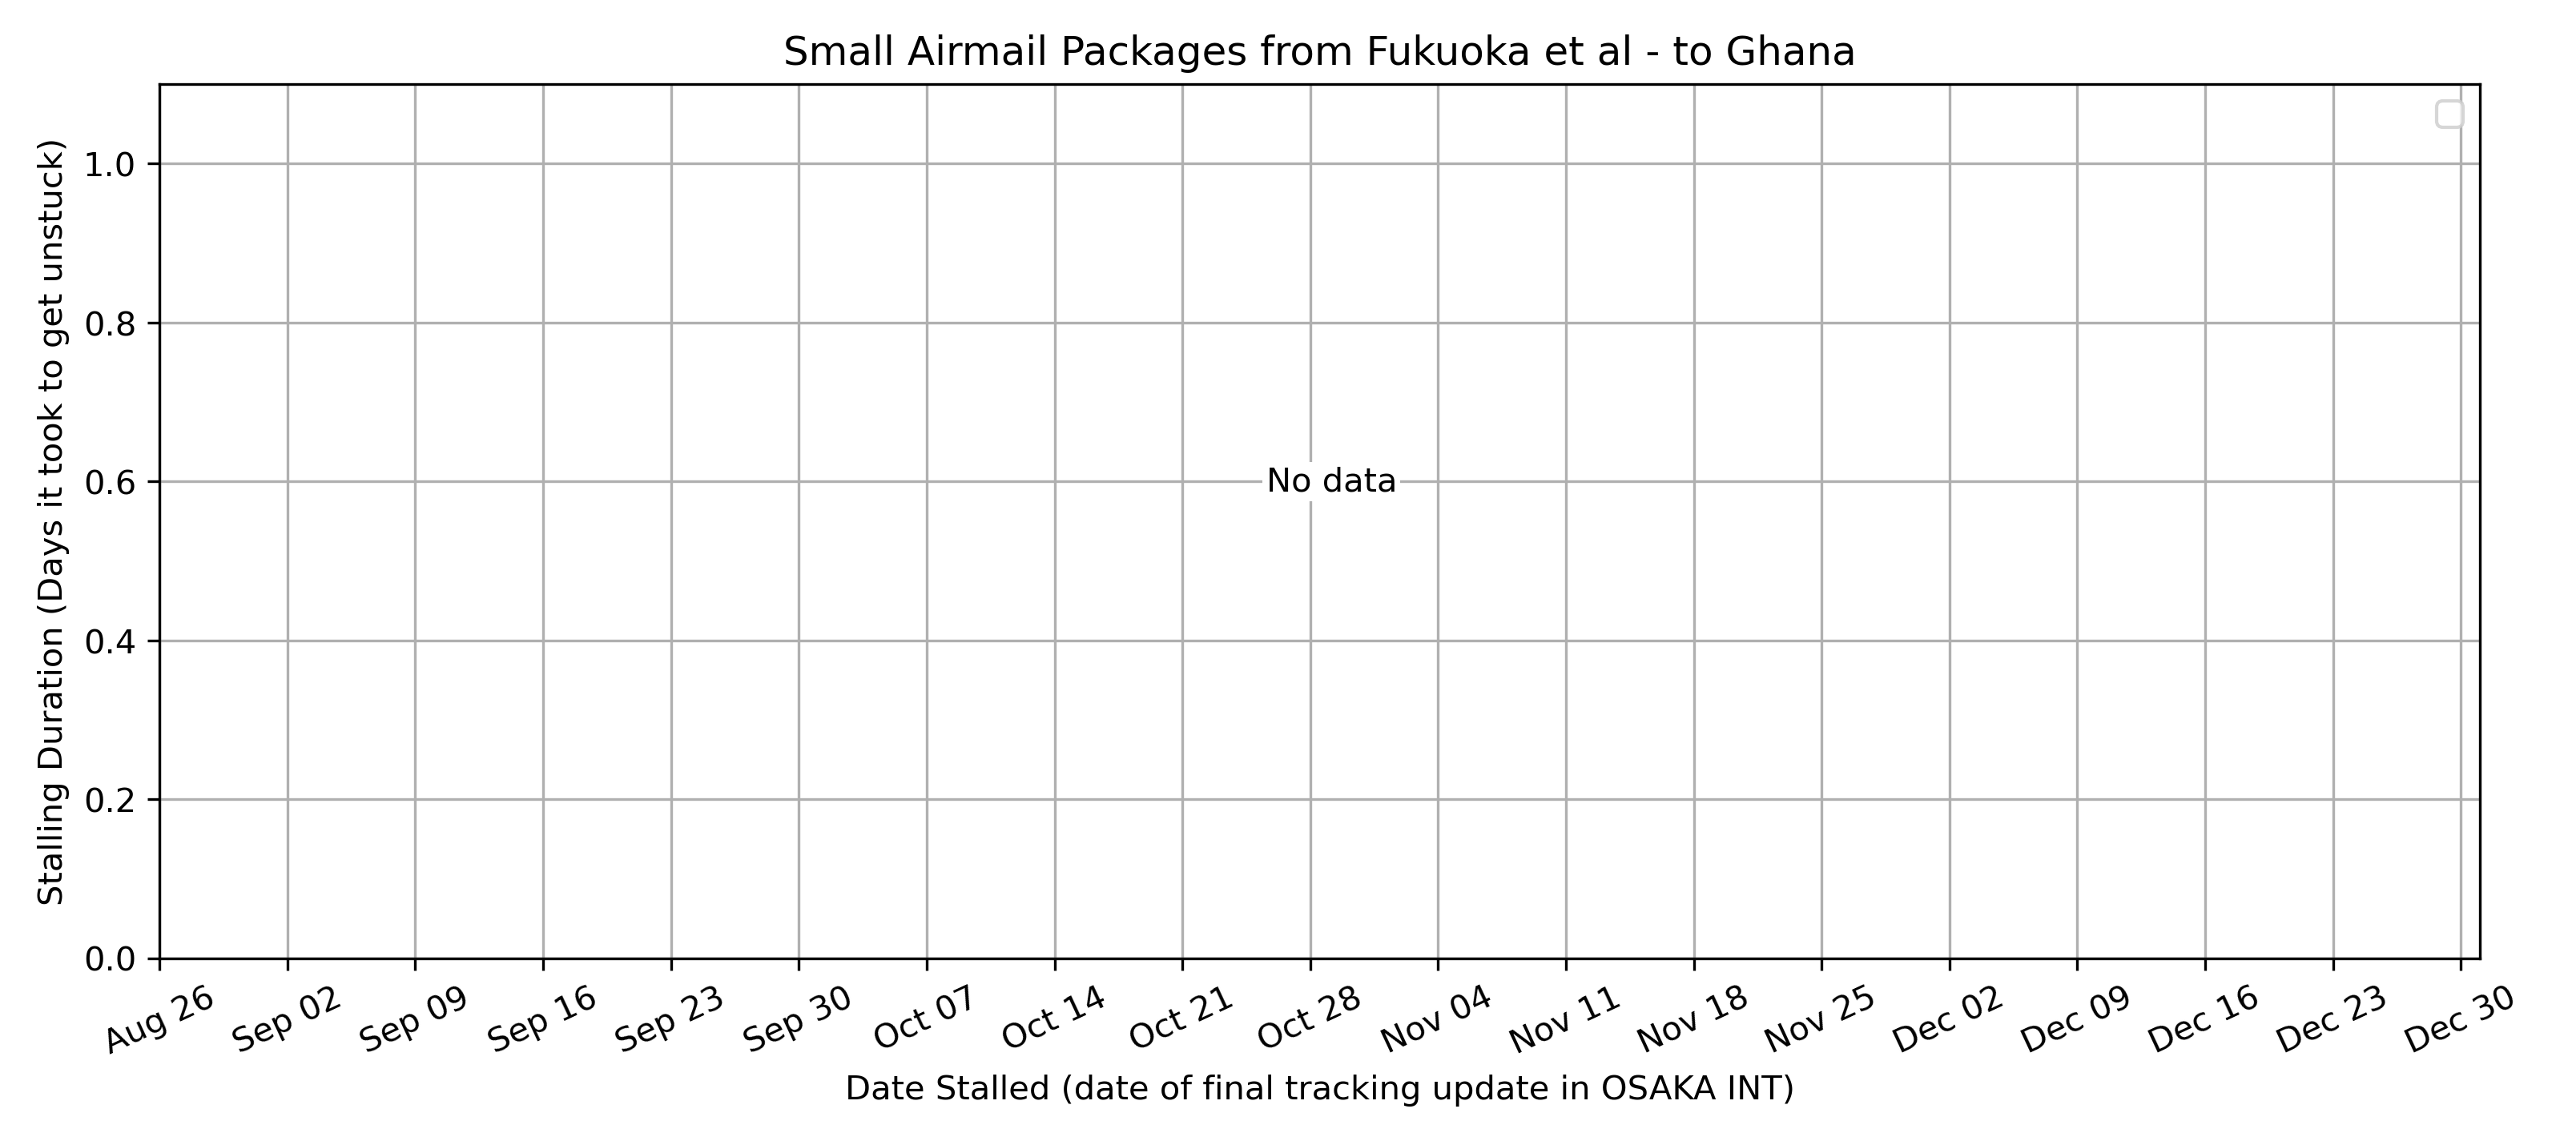 Small Airmail Packages from Fukuoka et al - to Ghana
Stalling Duration (Days it took to get unstuck)
1.0
0.8
0.6
0.4
0.2
0.0
No data
Aug 26 Sep 02 Sep 09 Sep 16 Sep 23 Sep 30 Oct 07 Oct 14 Oct 21 Oct 28 Nov 04 Nov 11 Nov 18 Nov 25 Dec 02 Dec 09 Dec 16 Dec 23 Dec 30
Date Stalled (date of final tracking update in OSAKA INT)